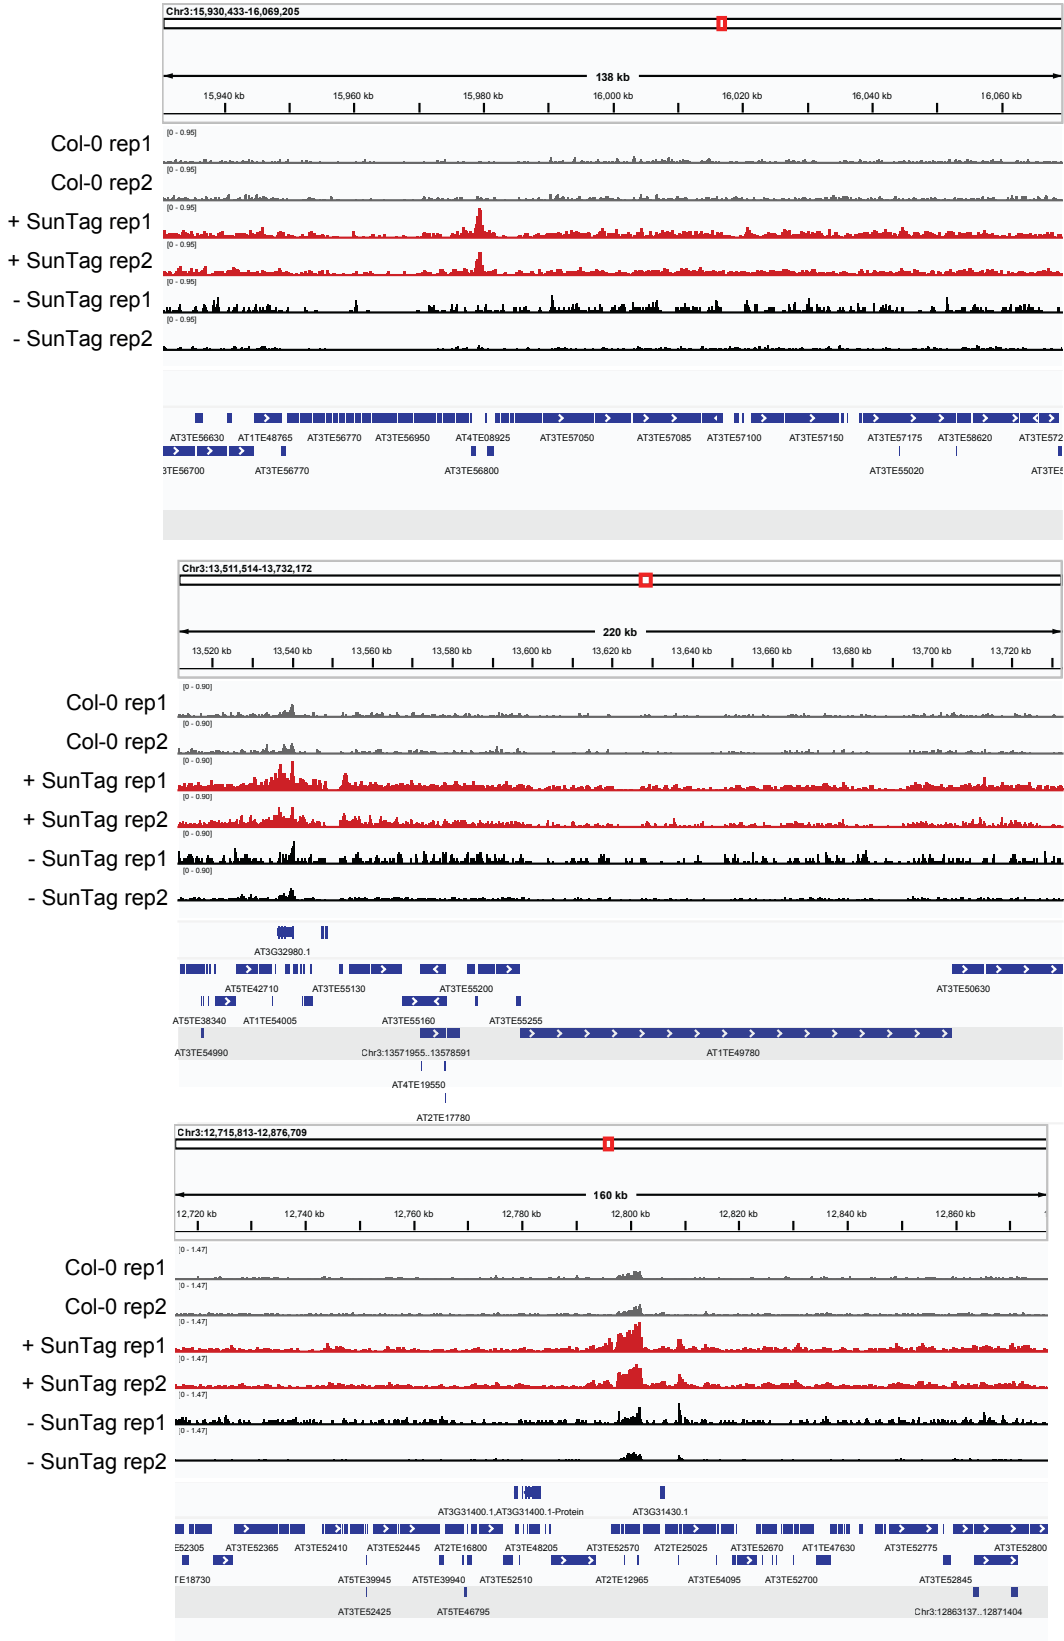 Chr3:15,930,433-16,069,205
138 kb
15,940 kb 15,960 kb 15,980 kb 16,000 kb 16,020 kb 16,040 kb 16,060 kb
Col-0 rep1 [0 - 0.95]
Col-0 rep2 [0 - 0.95]
+ SunTag rep1 [0 - 0.95]
+ SunTag rep2 [0 - 0.95]
- SunTag rep1 [0 - 0.95]
- SunTag rep2 [0 - 0.95]
AT3TE56630 AT1TE48765 AT3TE56770 AT3TE56950 AT4TE08925 AT3TE57050 AT3TE57085 AT3TE57100 AT3TE57150 AT3TE57175 AT3TE58620 AT3TE572
3TE56700 AT3TE56770 AT3TE56800 AT3TE55020 AT3TE5
Chr3:13,511,514-13,732,172
220 kb
13,520 kb 13,540 kb 13,560 kb 13,580 kb 13,600 kb 13,620 kb 13,640 kb 13,660 kb 13,680 kb 13,700 kb 13,720 kb
Col-0 rep1 [0 - 0.90]
Col-0 rep2 [0 - 0.90]
+ SunTag rep1 [0 - 0.90]
+ SunTag rep2 [0 - 0.90]
- SunTag rep1 [0 - 0.90]
- SunTag rep2 [0 - 0.90]
AT3G32980.1
AT5TE42710 AT3TE55130 AT3TE55200 AT3TE50630
AT5TE38340 AT1TE54005 AT3TE55160 AT3TE55255
AT3TE54990 Chr3:13571955..13578591 AT1TE49780
AT4TE19550
AT2TE17780
Chr3:12,715,813-12,876,709
160 kb
12,720 kb 12,740 kb 12,760 kb 12,780 kb 12,800 kb 12,820 kb 12,840 kb 12,860 kb
Col-0 rep1 [0 - 1.47]
Col-0 rep2 [0 - 1.47]
+ SunTag rep1 [0 - 1.47]
+ SunTag rep2 [0 - 1.47]
- SunTag rep1 [0 - 1.47]
- SunTag rep2 [0 - 1.47]
AT3G31400.1,AT3G31400.1-Protein AT3G31430.1
E52305 AT3TE52365 AT3TE52410 AT3TE52445 AT2TE16800 AT3TE48205 AT3TE52570 AT2TE25025 AT3TE52670 AT1TE47630 AT3TE52775 AT3TE52800
TE18730 AT5TE39945 AT5TE39940 AT3TE52510 AT2TE12965 AT3TE54095 AT3TE52700 AT3TE52845
AT3TE52425 AT5TE46795 Chr3:12863137..12871404